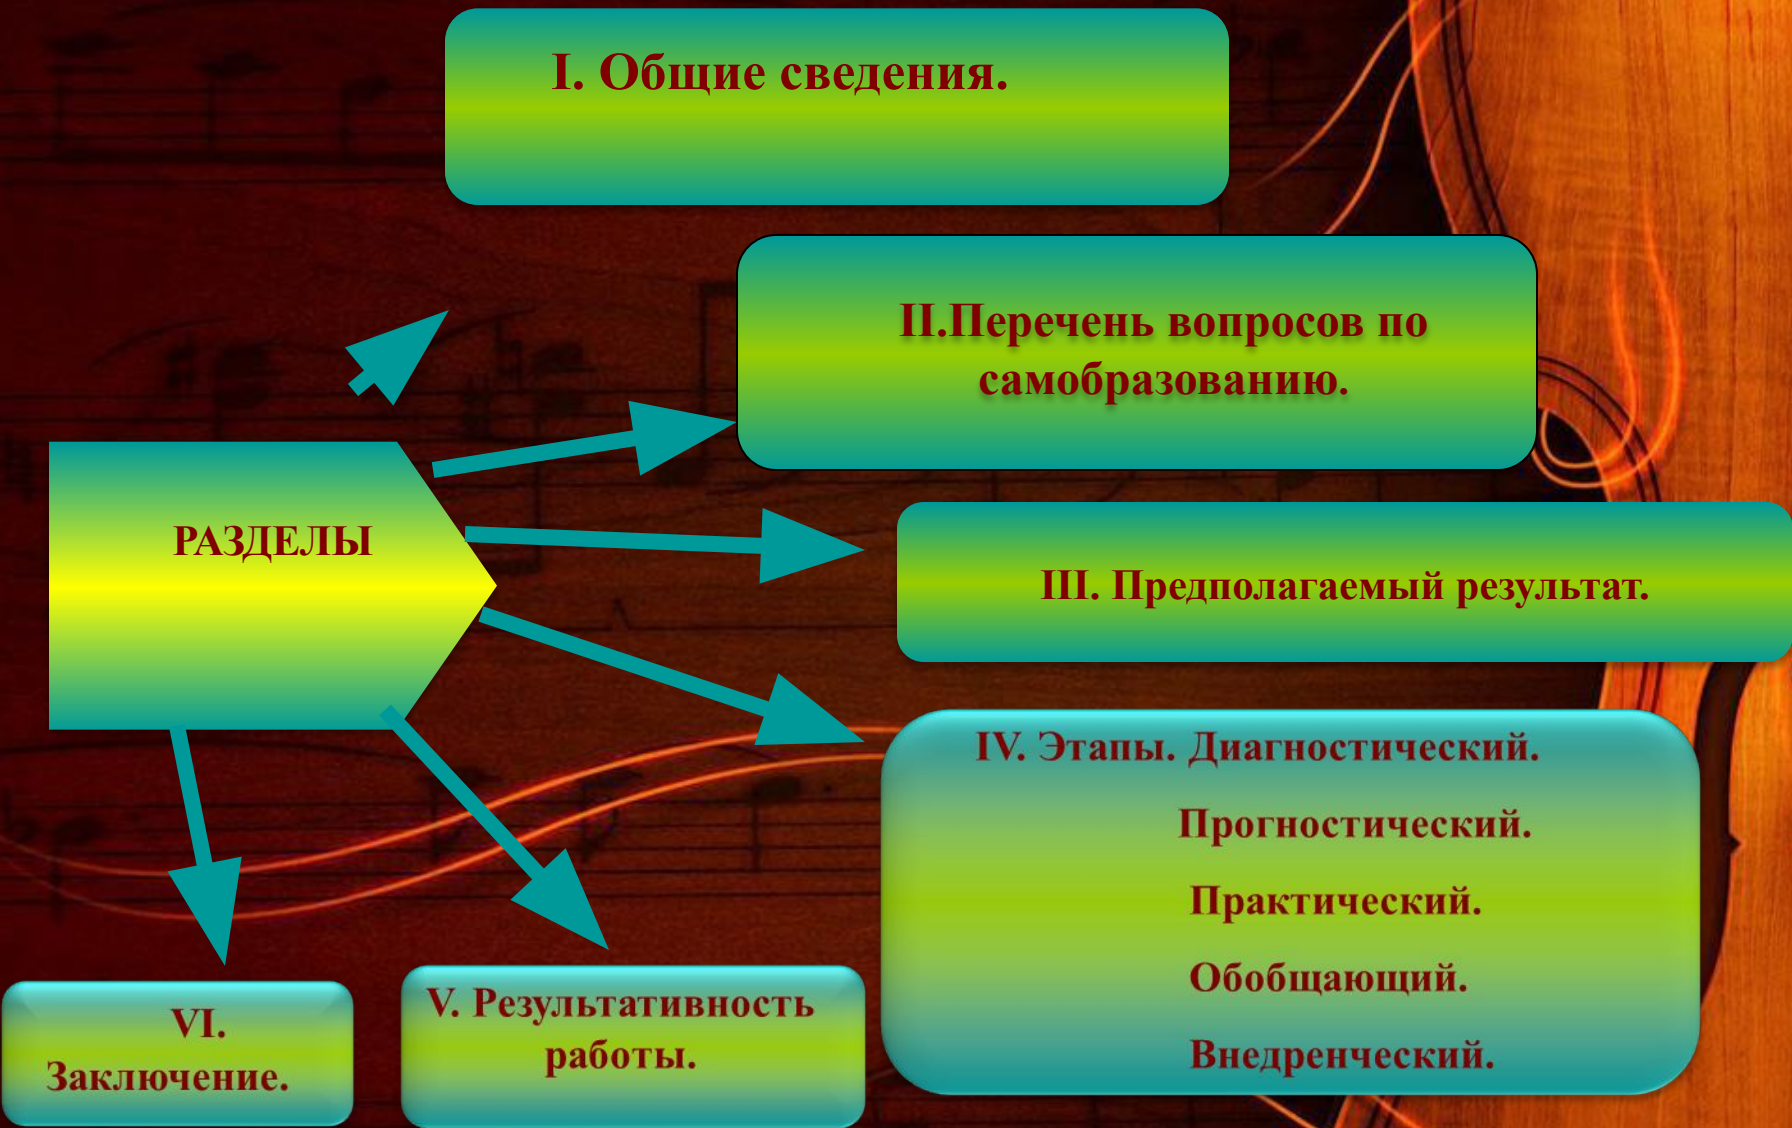 I. Общие сведения.
II.Перечень вопросов по
самобразованию.
РАЗДЕЛЫ
III. Предполагаемый результат.
IV. Этапы. Диагностический.
Прогностический.
Практический.
Обобщающий.
Внедренческий.
V. Результативность
работы.
VI.
Заключение.